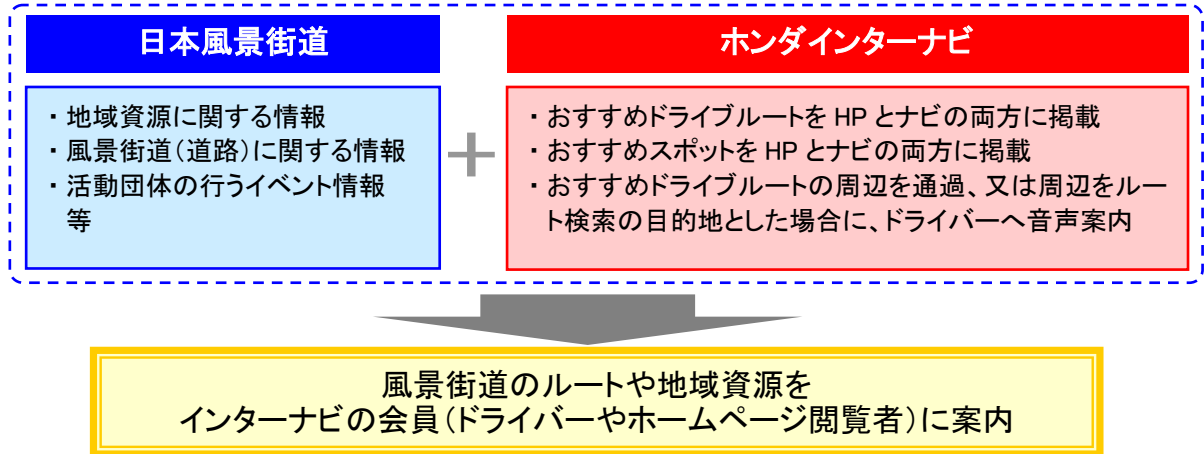 日本風景街道
・地域資源に関する情報
・風景街道(道路)に関する情報
・活動団体の行うイベント情報
等
ホンダインターナビ
・おすすめドライブルートを HP とナビの両方に掲載
・おすすめスポットを HP とナビの両方に掲載
・おすすめドライブルートの周辺を通過、又は周辺をルー
ト検索の目的地とした場合に、ドライバーへ音声案内
風景街道のルートや地域資源を
インターナビの会員(ドライバーやホームページ閲覧者)に案内